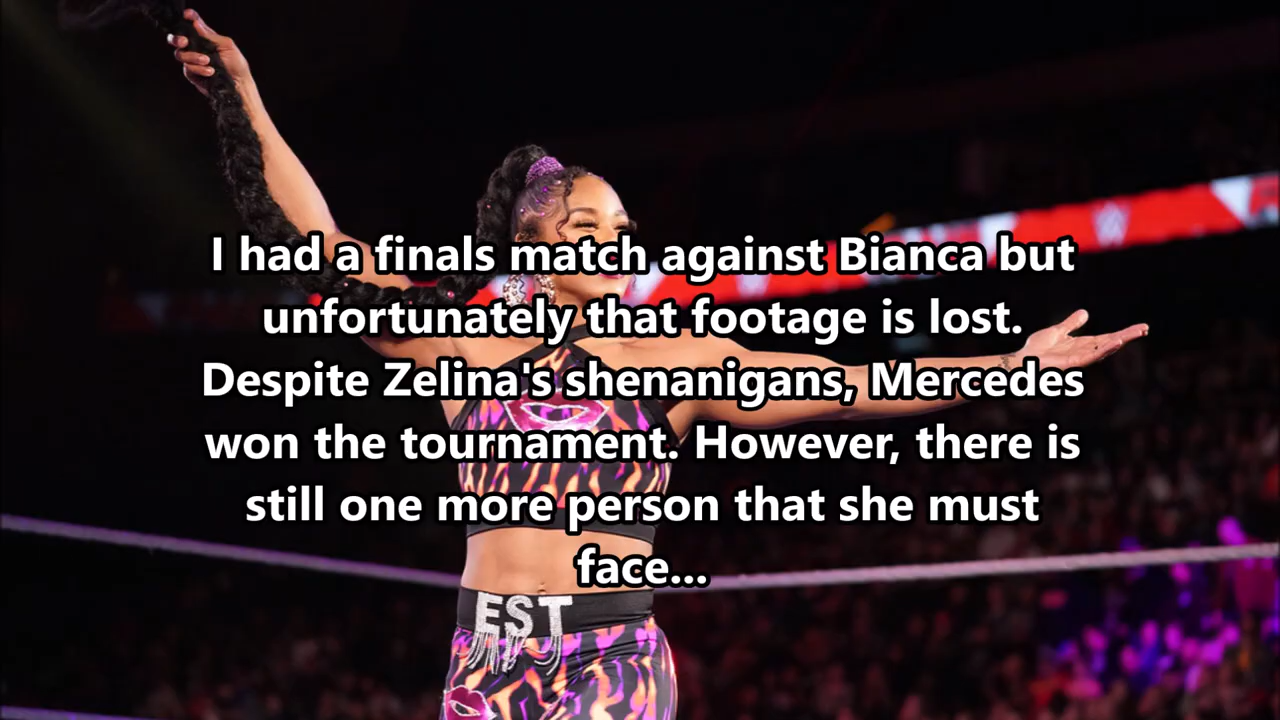 I had a finals match against Bianca but
unfortunately that footage is lost.
Despite Zelina's shenanigans, Mercedes
won the tournament. However, there is
still one more person that she must
face...
EST